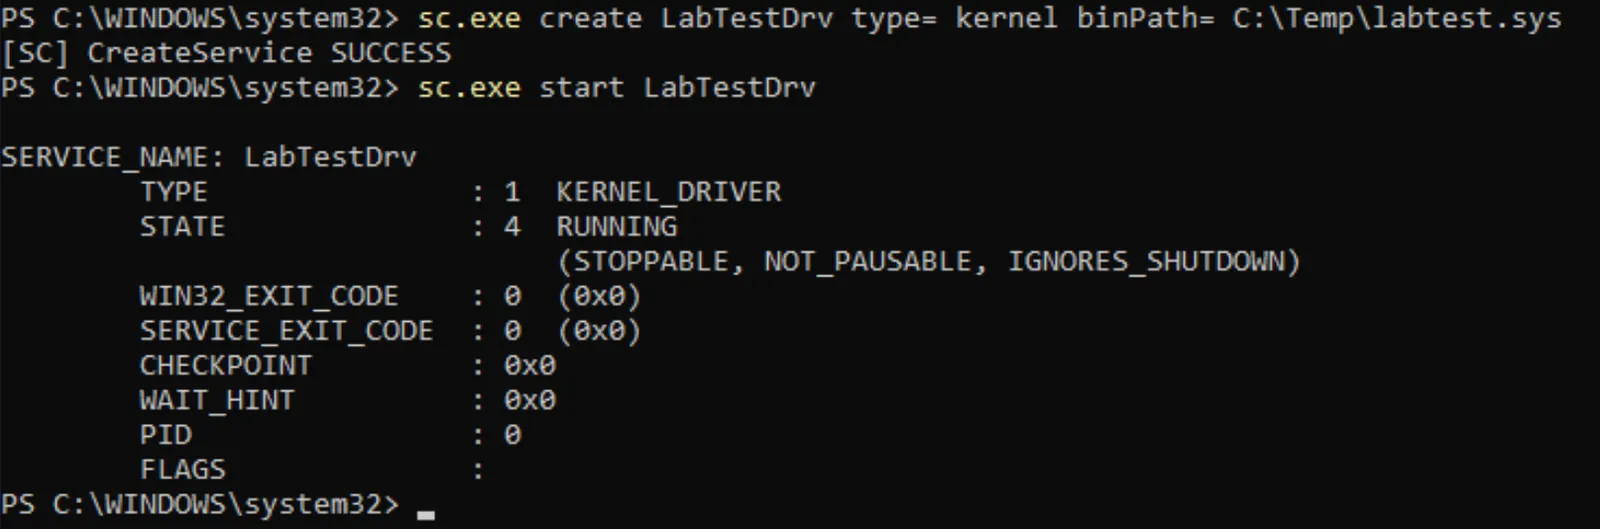 PS C:\WINDOWS\system32> sc.exe create LabTestDrv type= kernel binPath= C:\Temp\labtest.sys
[SC] CreateService SUCCESS
PS C:\WINDOWS\system32> sc.exe start LabTestDrv
SERVICE_NAME: LabTestDrv
TYPE : 1 KERNEL_DRIVER
STATE : 4 RUNNING
(STOPPABLE, NOT_PAUSABLE, IGNORES_SHUTDOWN)
WIN32_EXIT_CODE : 0 (0x0)
SERVICE_EXIT_CODE : 0 (0x0)
CHECKPOINT : 0x0
WAIT_HINT : 0x0
PID : 0
FLAGS :
PS C:\WINDOWS\system32>